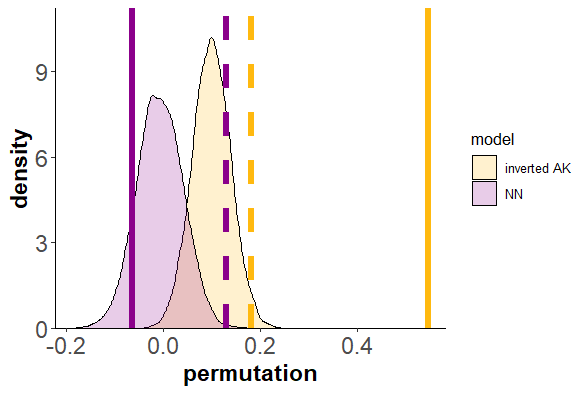 density
9
6
3
0
-0.2
0.0
0.2
0.4
permutation
model
inverted AK
NN